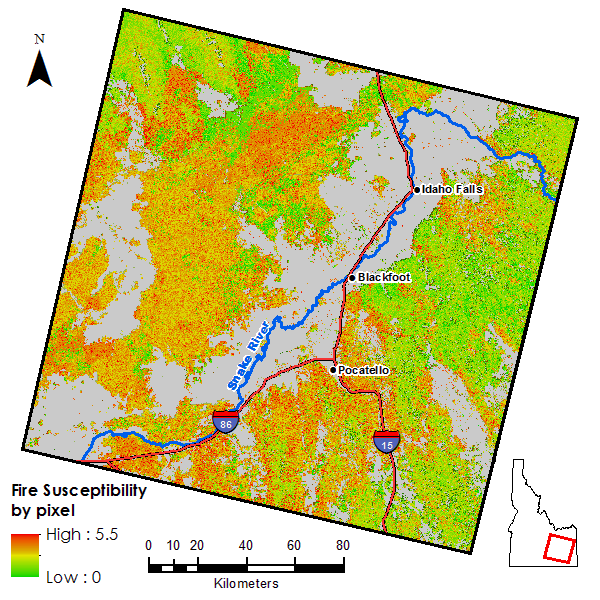 N
Idaho Falls
Blackfoot
Snake River
Pocatello
86
15
Fire Susceptibility
by pixel
High : 5.5
Low : 0
0 10 20 40 60 80
Kilometers